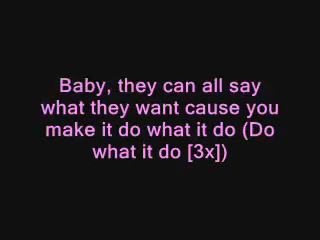 Baby, they can all say
what they want cause you
make it do what it do (Do
what it do [3x])